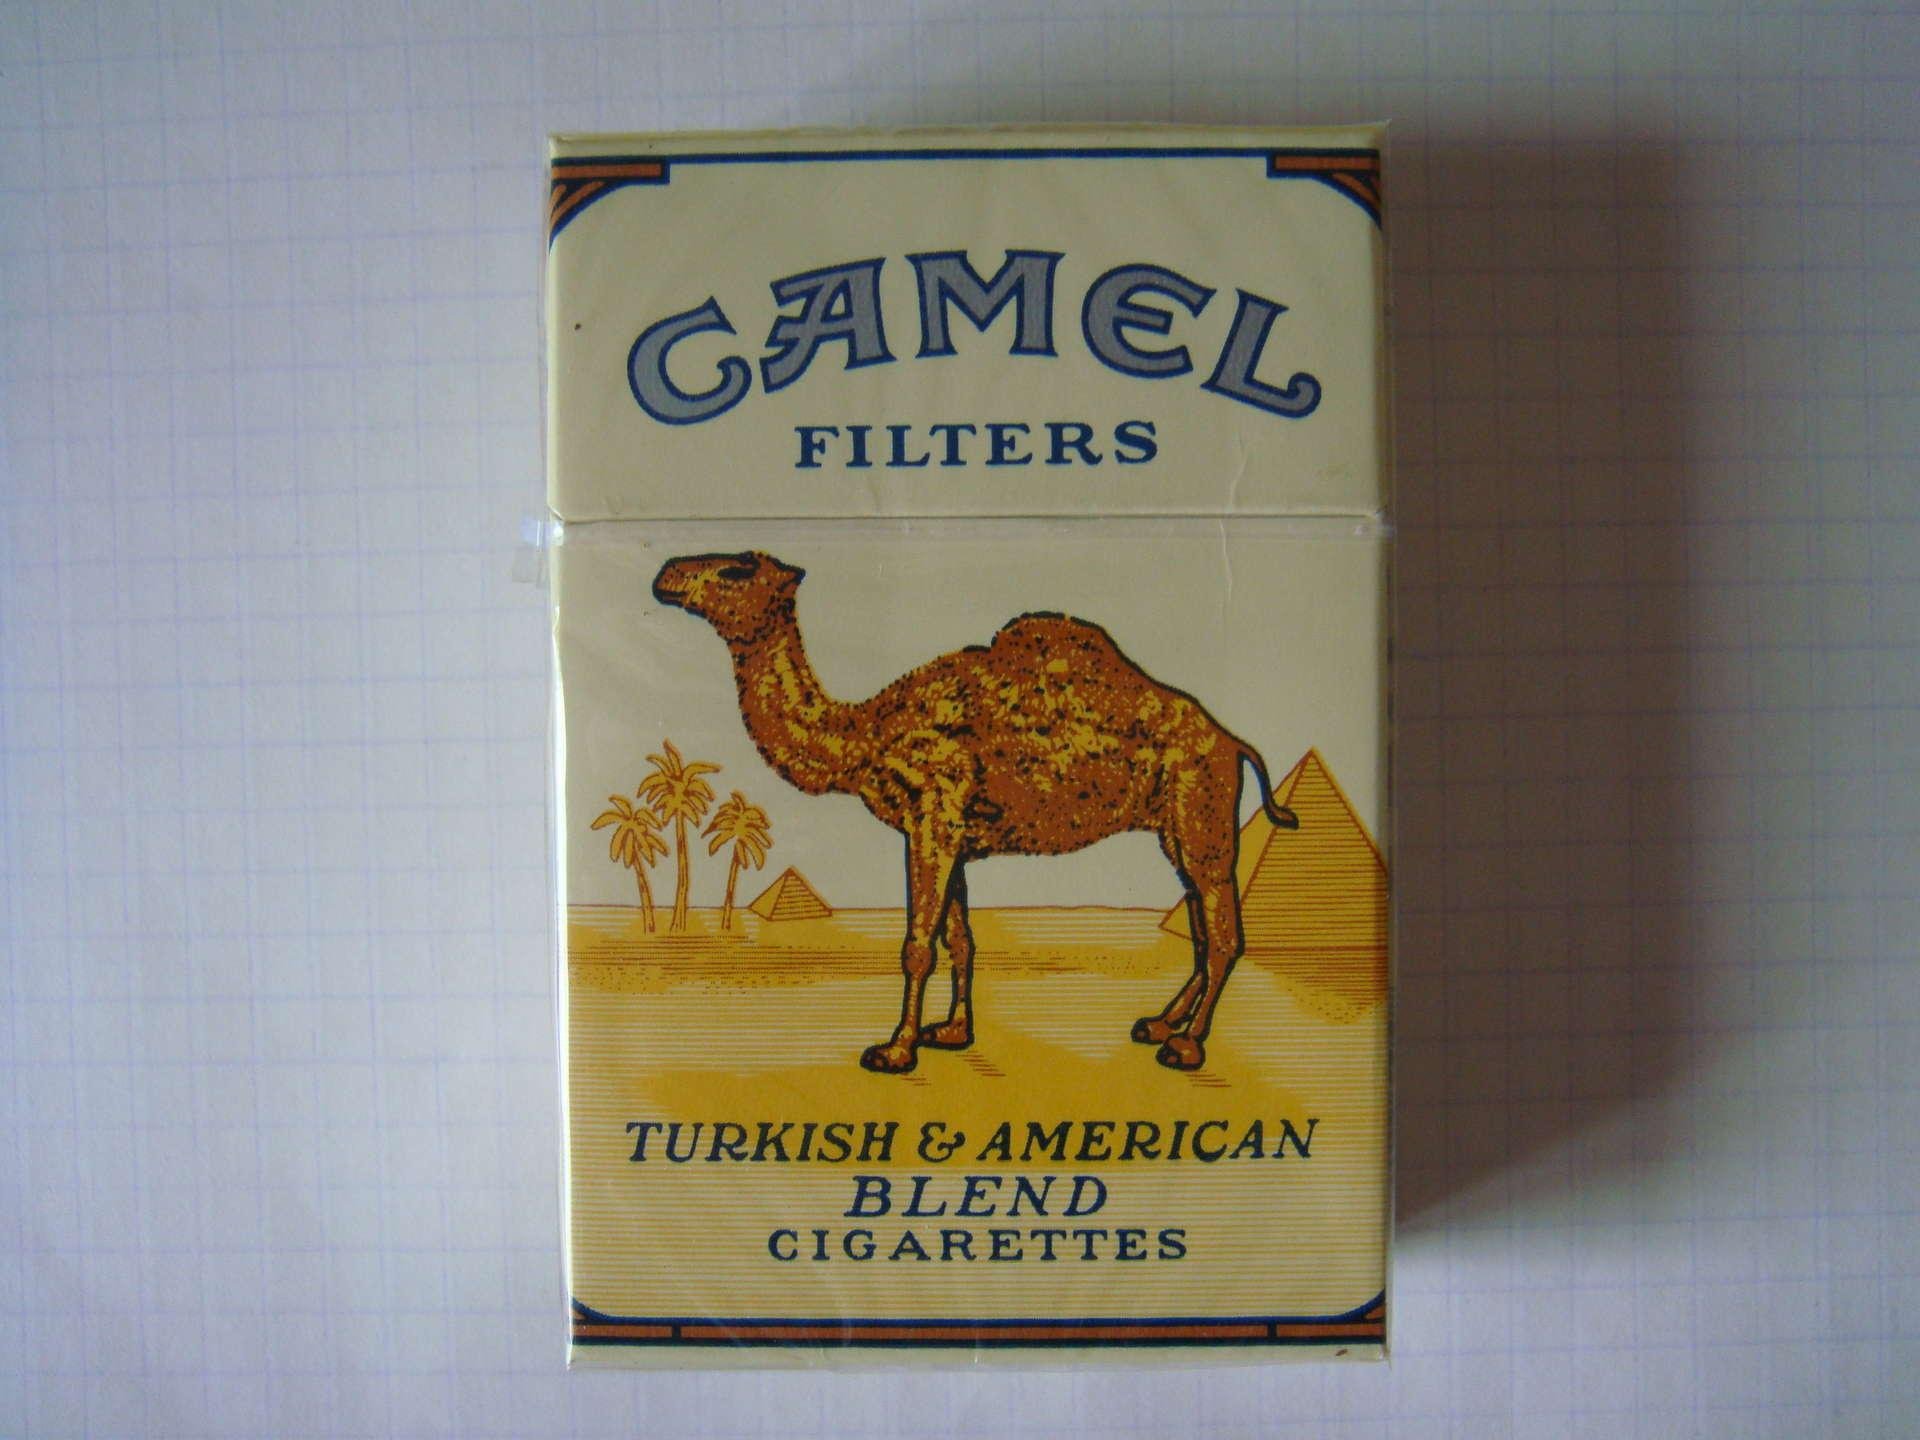 CAMEL
FILTERS
TURKISH & AMERICAN
BLEND
CIGARETTES